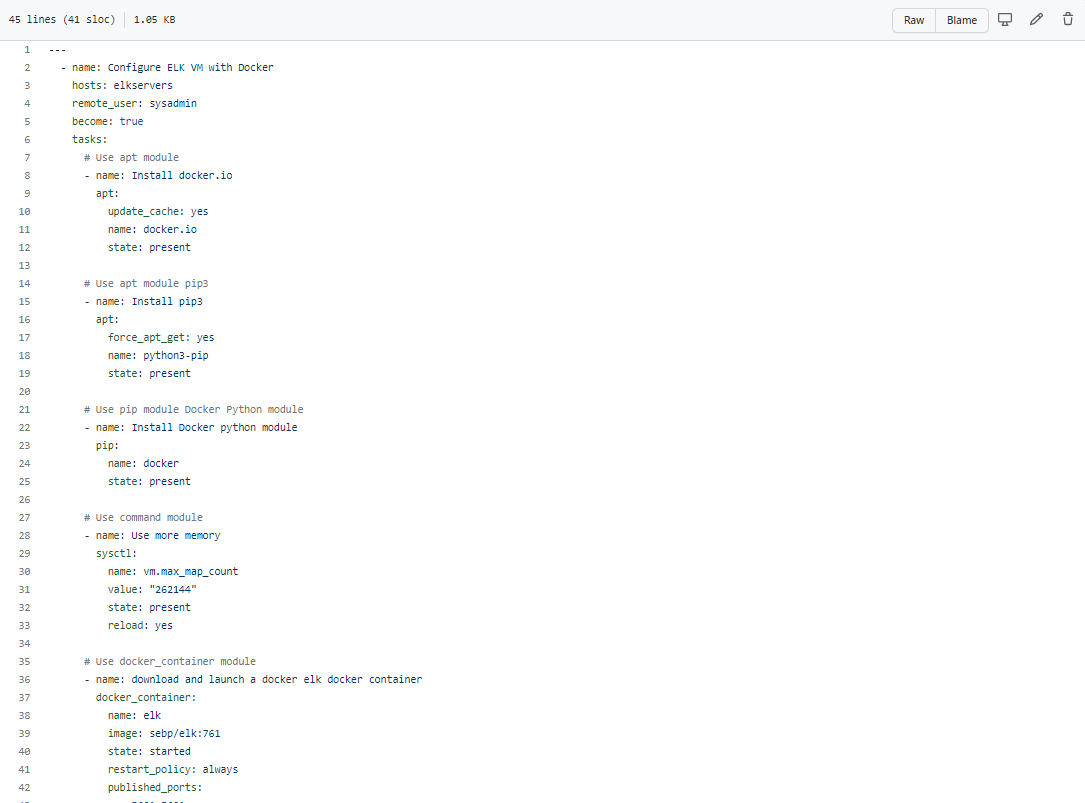 45 lines (41 sloc) 1.05 KB Raw Blame
1 ---
2 - name: Configure ELK VM with Docker
3 hosts: elkservers
4 remote_user: sysadmin
5 become: true
6 tasks:
7 # Use apt module
8 - name: Install docker.io
9 apt:
10 update_cache: yes
11 name: docker.io
12 state: present
13
14 # Use apt module pip3
15 - name: Install pip3
16 apt:
17 force_apt_get: yes
18 name: python3-pip
19 state: present
20
21 # Use pip module Docker Python module
22 - name: Install Docker python module
23 pip:
24 name: docker
25 state: present
26
27 # Use command module
28 - name: Use more memory
29 sysctl:
30 name: vm.max_map_count
31 value: "262144"
32 state: present
33 reload: yes
34
35 # Use docker_container module
36 - name: download and launch a docker elk docker container
37 docker_container:
38 name: elk
39 image: sebp/elk:761
40 state: started
41 restart_policy: always
42 published_ports: